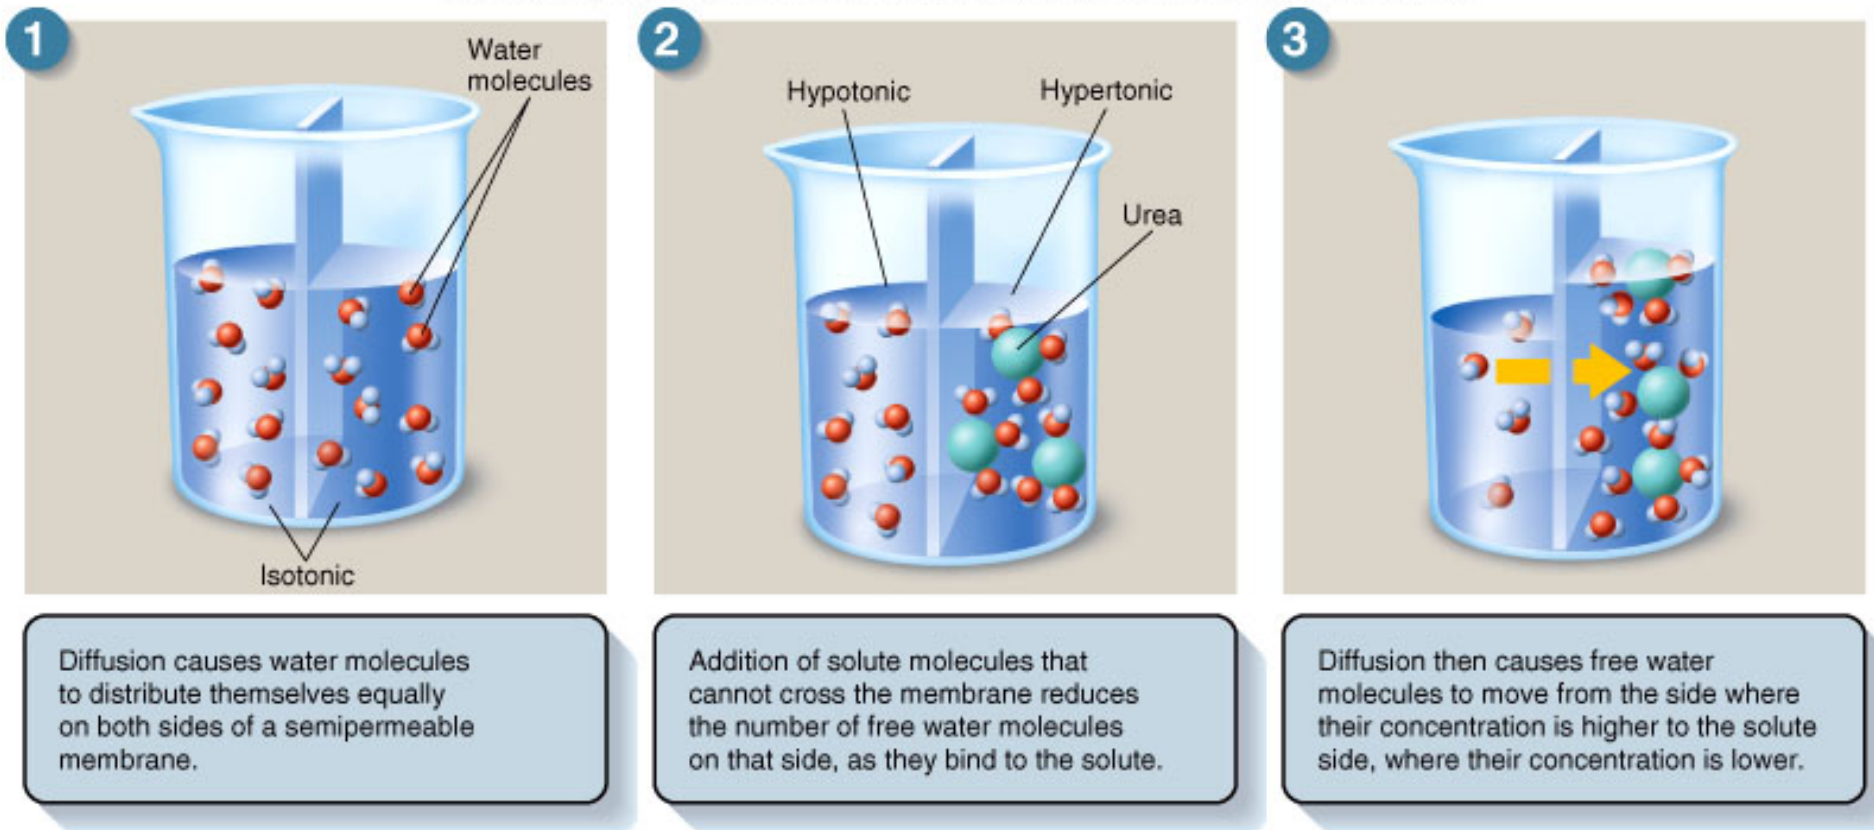 1
Water
molecules
Isotonic
Diffusion causes water molecules
to distribute themselves equally
on both sides of a semipermeable
membrane.
2
Hypotonic
Hypertonic
Urea
Addition of solute molecules that
cannot cross the membrane reduces
the number of free water molecules
on that side, as they bind to the solute.
3
Diffusion then causes free water
molecules to move from the side where
their concentration is higher to the solute
side, where their concentration is lower.